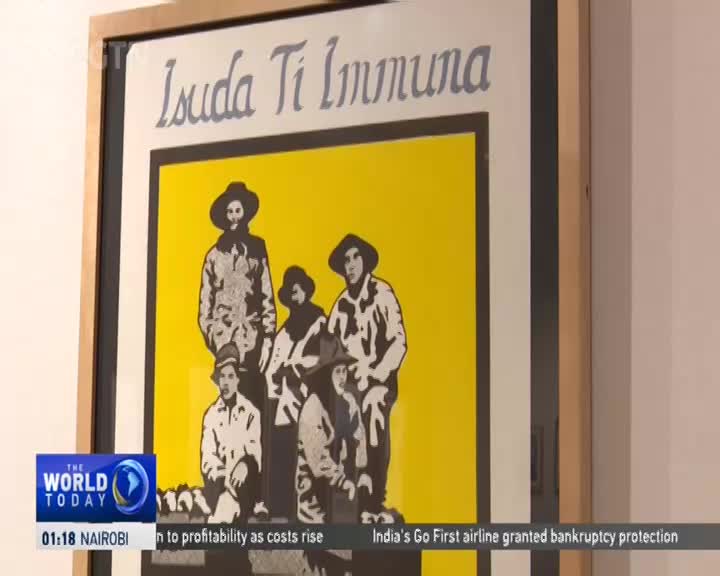 CGTN
Isuda Ti Immuna
THE
WORLD
TODAY
01:18 NAIROBI
n to profitability as costs rise
India's Go First airline granted bankruptcy protection